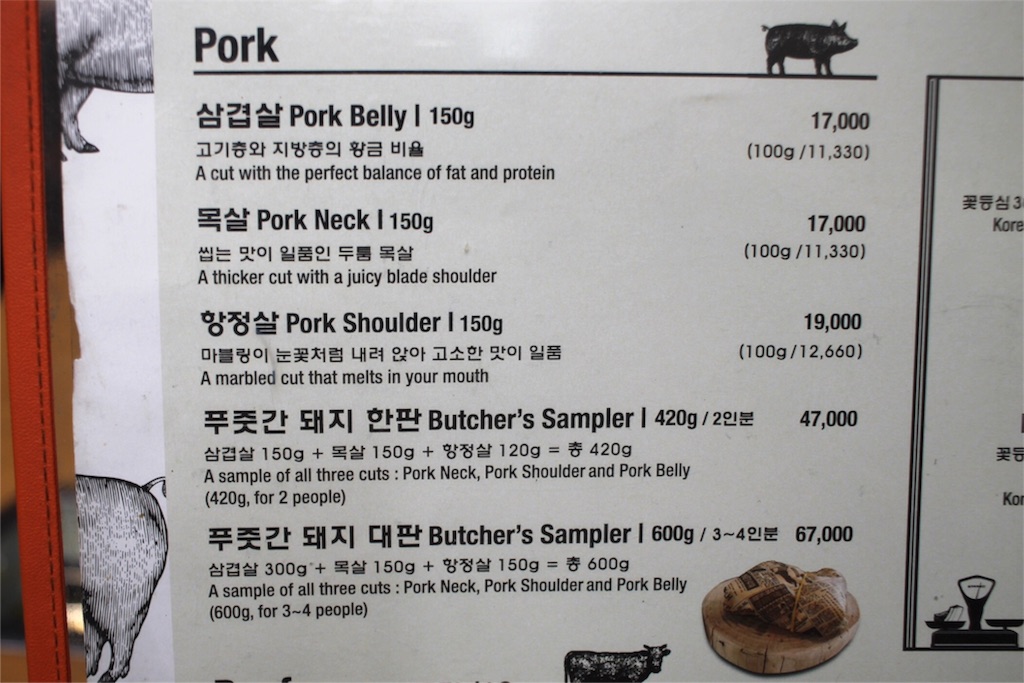 Pork
삼겹살 Pork Belly | 150g 17,000
고기층와 지방층의 황금 비율 (100g /11,330)
A cut with the perfect balance of fat and protein
목살 Pork Neck | 150g 17,000
씹는 맛이 일품인 두툼 목살 (100g /11,330)
A thicker cut with a juicy blade shoulder
항정살 Pork Shoulder | 150g 19,000
마블링이 눈꽃처럼 내려 앉아 고소한 맛이 일품 (100g /12,660)
A marbled cut that melts in your mouth
푸줏간 돼지 한판 Butcher's Sampler | 420g / 2인분 47,000
삼겹살 150g + 목살 150g + 항정살 120g = 총 420g
A sample of all three cuts : Pork Neck, Pork Shoulder and Pork Belly
(420g, for 2 people)
푸줏간 돼지 대판 Butcher's Sampler | 600g / 3~4인분 67,000
삼겹살 300g + 목살 150g + 항정살 150g = 총 600g
A sample of all three cuts : Pork Neck, Pork Shoulder and Pork Belly
(600g, for 3~4 people)
꽃등심
Kore
꽃등
Kor